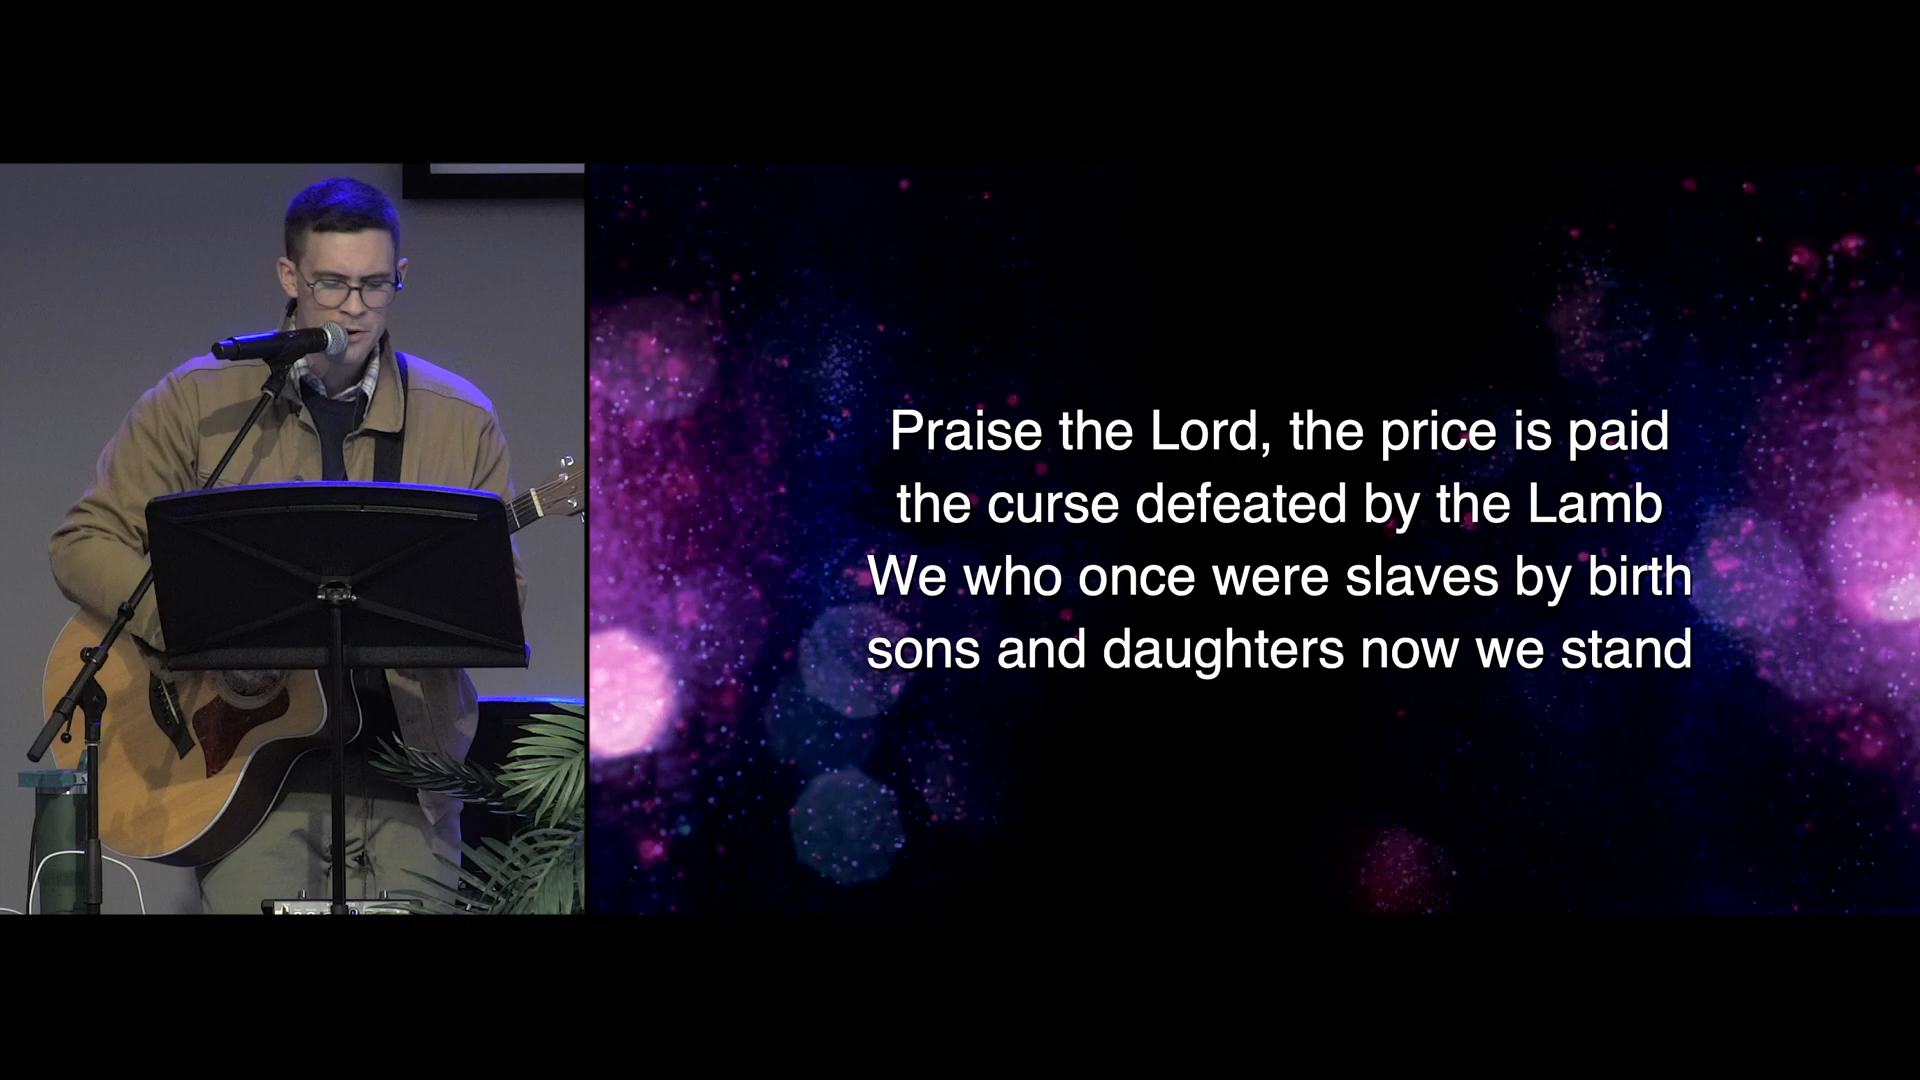 Praise the Lord, the price is paid
the curse defeated by the Lamb
We who once were slaves by birth
sons and daughters now we stand